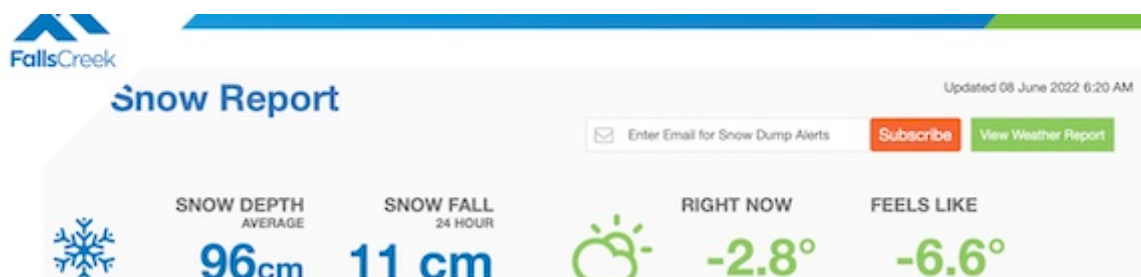 FallsCreek
Snow Report
Updated 08 June 2022 6:20 AM
Enter Email for Snow Dump Alerts
Subscribe
View Weather Report
SNOW DEPTH
AVERAGE
96cm
SNOW FALL
24 HOUR
11 cm
RIGHT NOW
-2.8°
FEELS LIKE
-6.6°